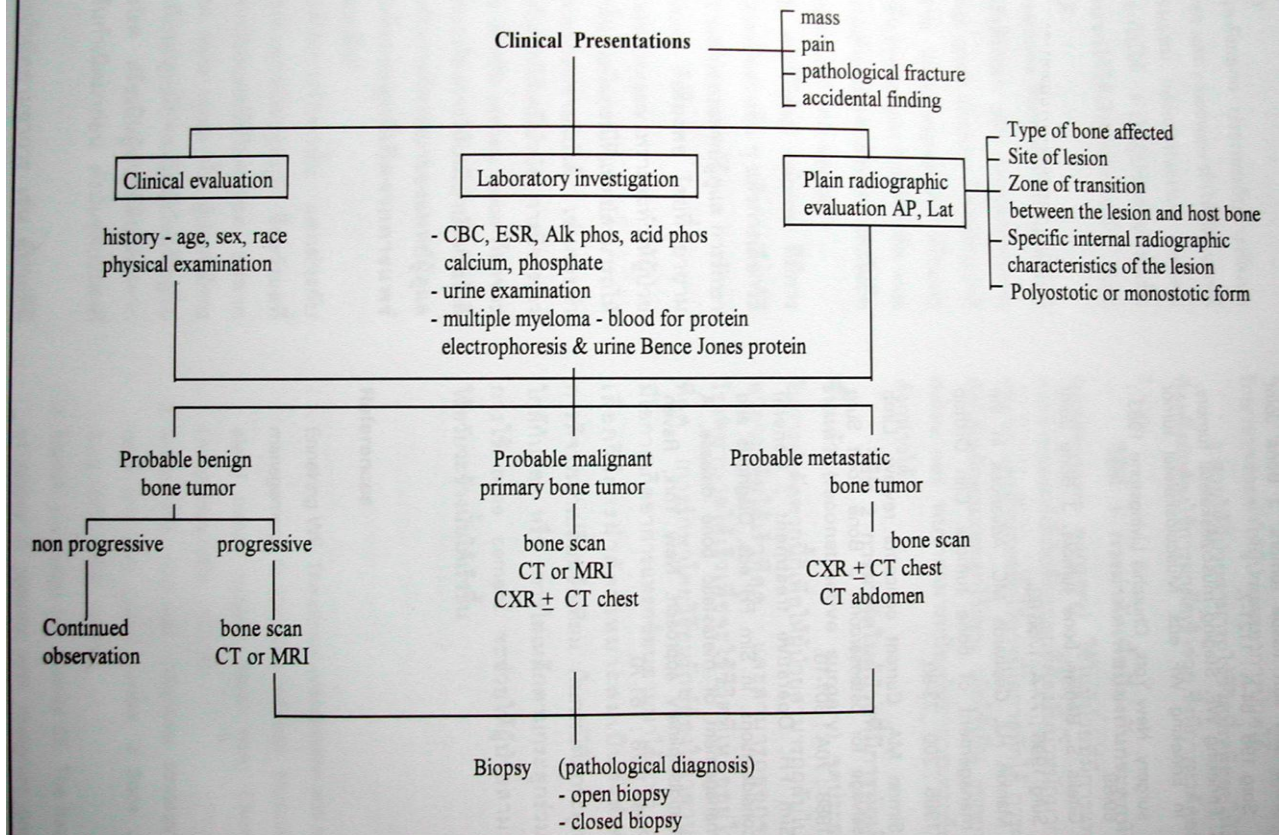 Clinical Presentations
mass
pain
pathological fracture
accidental finding
Clinical evaluation
history - age, sex, race
physical examination
Laboratory investigation
- CBC, ESR, Alk phos, acid phos
calcium, phosphate
- urine examination
- multiple myeloma - blood for protein
electrophoresis & urine Bence Jones protein
Plain radiographic
evaluation AP, Lat
Type of bone affected
Site of lesion
Zone of transition
between the lesion and host bone
Specific internal radiographic
characteristics of the lesion
Polyostotic or monostotic form
Probable benign
bone tumor
non progressive
Continued
observation
progressive
bone scan
CT or MRI
Probable malignant
primary bone tumor
bone scan
CT or MRI
CXR ± CT chest
Probable metastatic
bone tumor
bone scan
CXR ± CT chest
CT abdomen
Biopsy (pathological diagnosis)
- open biopsy
- closed biopsy